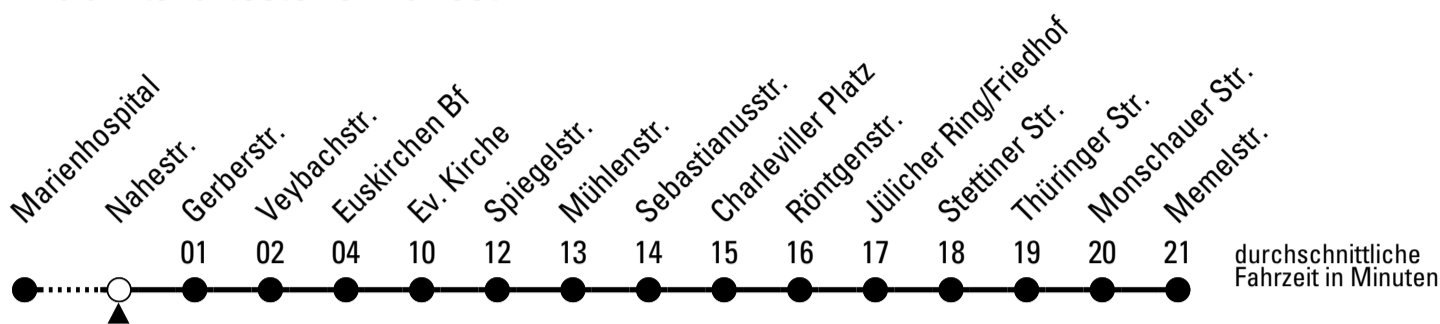 Marienhospital
Nahestr.
Gerberstr.
Veybachstr.
Euskirchen Bf
Ev. Kirche
Spiegelstr.
Mühlenstr.
Sebastianusstr.
Charleviller Platz
Röntgenstr.
Jülicher Ring/Friedhof
Stettiner Str.
Thüringer Str.
Monschauer Str.
Memelstr.
01 02 04 10 12 13 14 15 16 17 18 19 20 21
durchschnittliche
Fahrzeit in Minuten